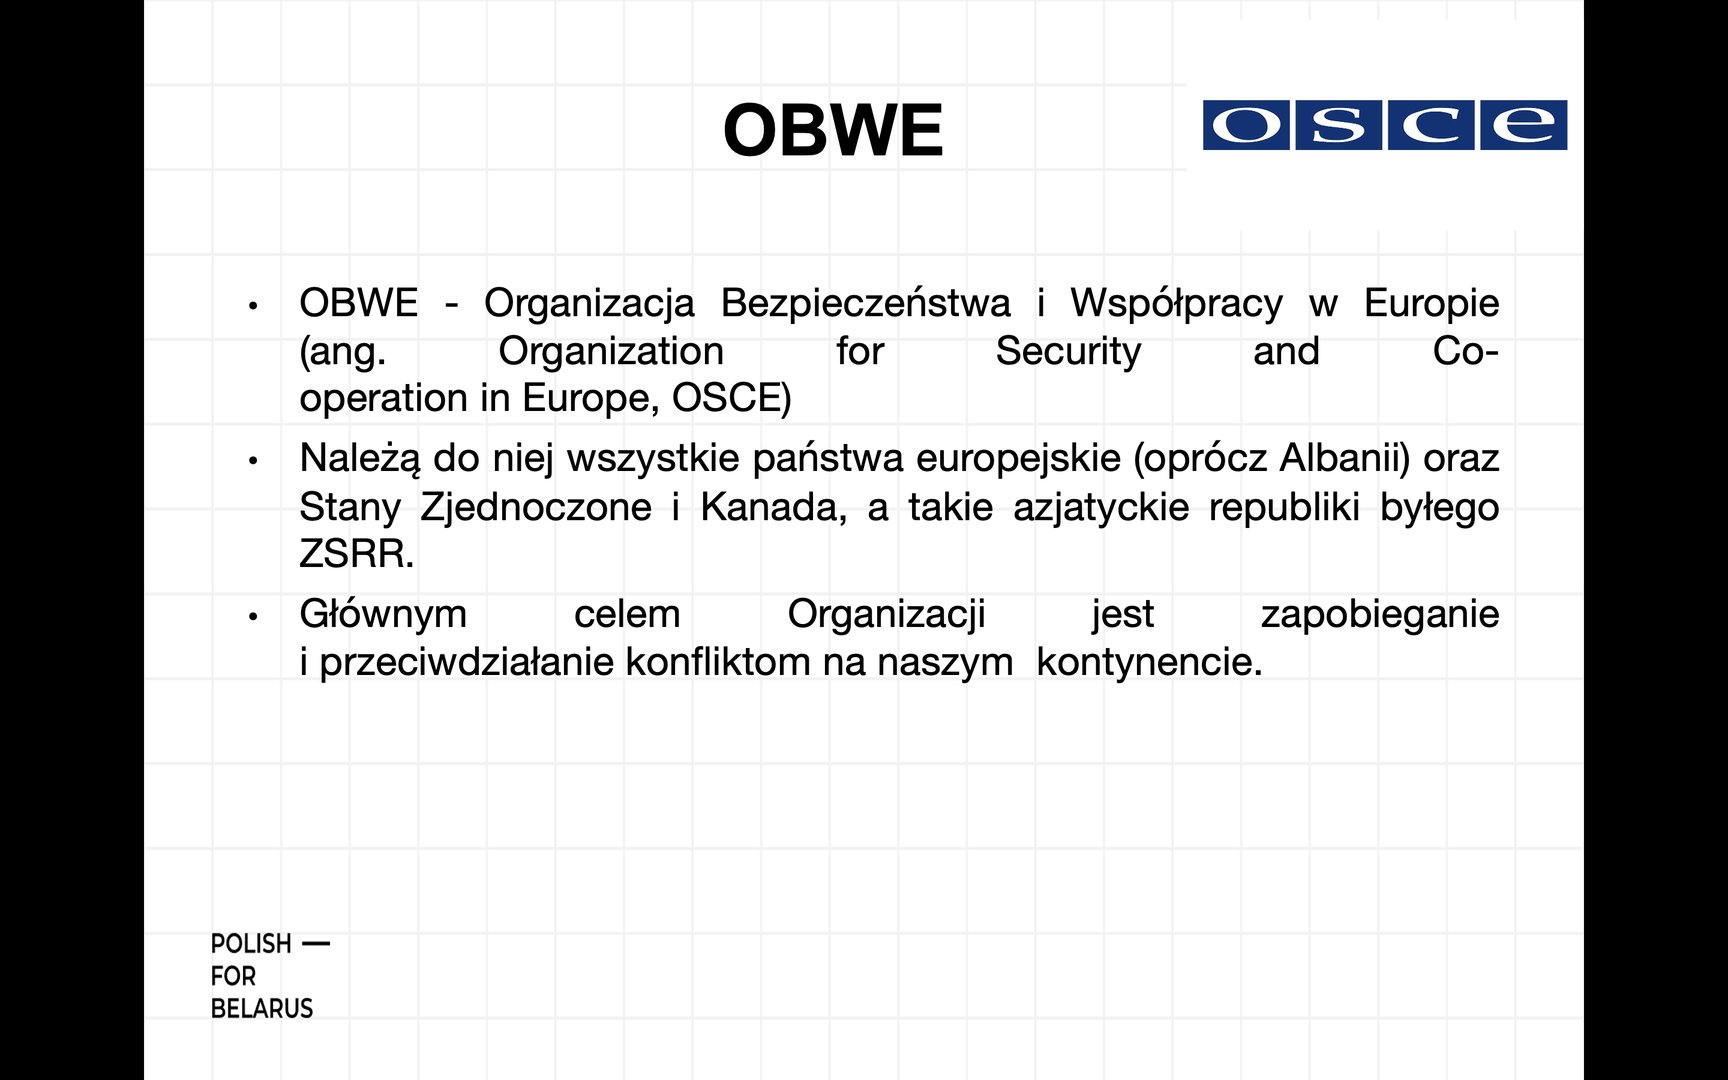 OBWE
osce
• OBWE - Organizacja Bezpieczeństwa i Współpracy w Europie
(ang. Organization for Security and Co-
operation in Europe, OSCE)
• Należą do niej wszystkie państwa europejskie (oprócz Albanii) oraz
Stany Zjednoczone i Kanada, a takie azjatyckie republiki byłego
ZSRR.
• Głównym celem Organizacji jest zapobieganie
i przeciwdziałanie konfliktom na naszym  kontynencie.
POLISH —
FOR
BELARUS